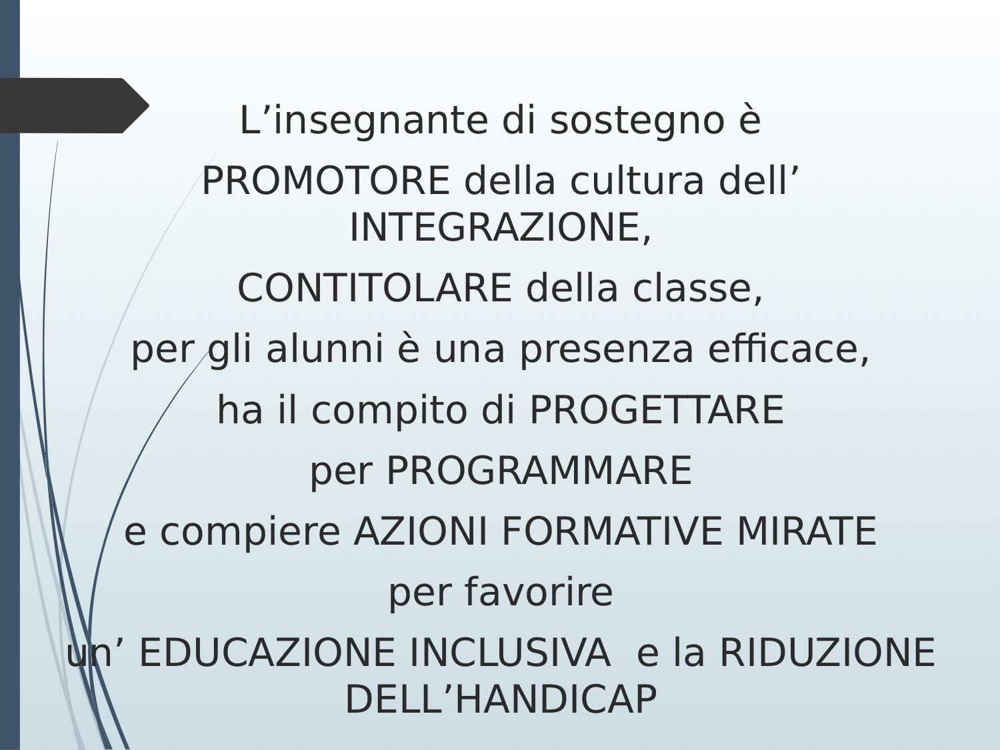 L’insegnante di sostegno è
PROMOTORE della cultura dell’
INTEGRAZIONE,
CONTITOLARE della classe,
per gli alunni è una presenza efficace,
ha il compito di PROGETTARE
per PROGRAMMARE
e compiere AZIONI FORMATIVE MIRATE
per favorire
un’ EDUCAZIONE INCLUSIVA  e la RIDUZIONE
DELL’HANDICAP